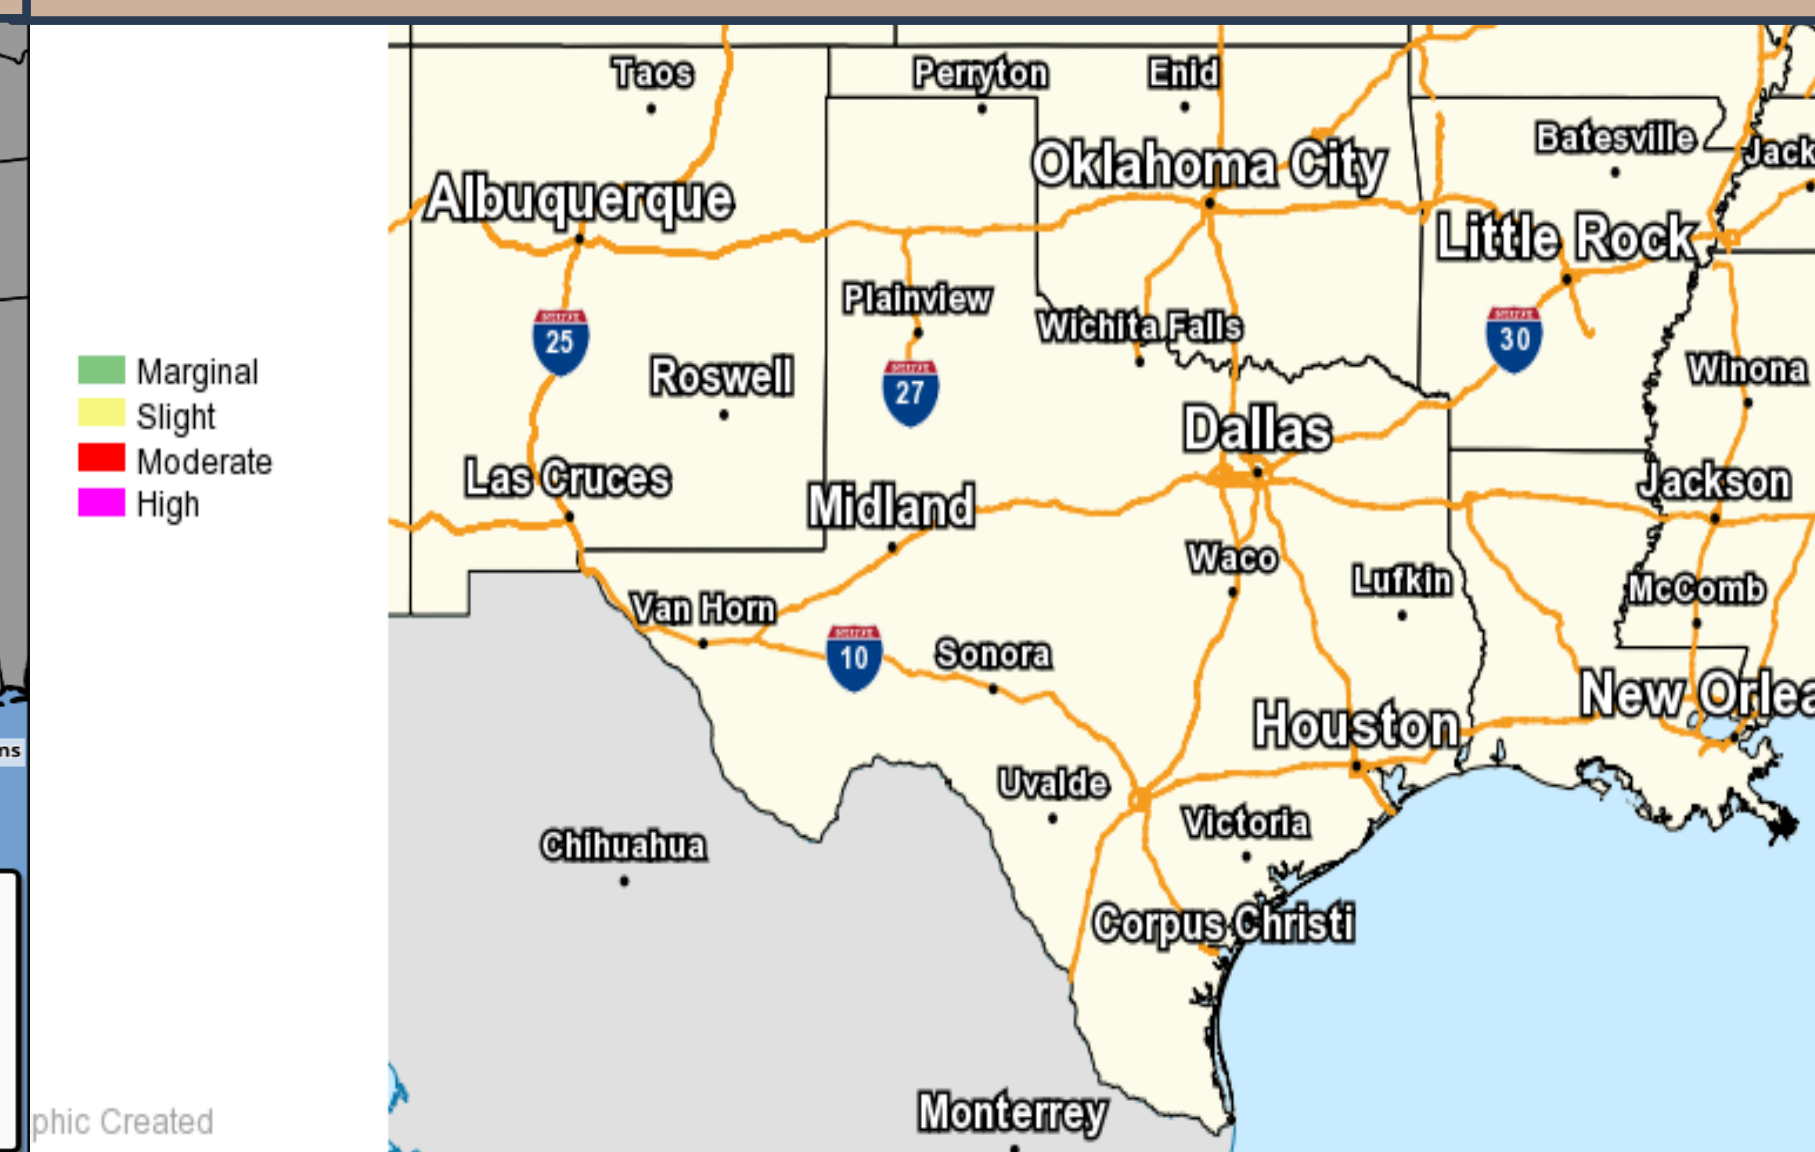 Taos
Perryton
Enid
Batesville
Jack
Oklahoma City
Albuquerque
Little Rock
Plainview
Wichita Falls
25
30
Marginal
Slight
Moderate
High
Roswell
27
Winona
Dallas
Las Cruces
Midland
Jackson
Waco
Lufkin
McComb
Van Horn
10
Sonora
New Orlea
Houston
ns
Uvalde
Victoria
Chihuahua
Corpus Christi
Monterrey
phic Created